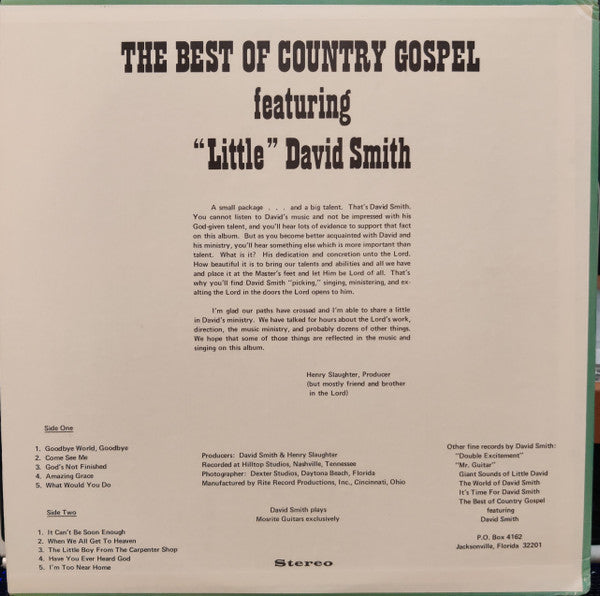 THE BEST OF COUNTRY GOSPEL
featuring
"Little" David Smith
A small package . . . and a big talent. That's David Smith.
You cannot listen to David's music and not be impressed with his
God-given talent, and you'll hear lots of evidence to support that fact
on this album. But as you become better acquainted with David and
his ministry, you'll hear something else which is more important than
talent. What is it? His dedication and concretion unto the Lord.
How beautiful it is to bring our talents and abilities and all we have
and place it at the Master's feet and let Him be Lord of all. That's
why you'll find David Smith "picking," singing, ministering, and ex-
alting the Lord in the doors the Lord opens to him.
I'm glad our paths have crossed and I'm able to share a little
in David's ministry. We have talked for hours about the Lord's work,
direction, the music ministry, and probably dozens of other things.
We hope that some of those things are reflected in the music and
singing on this album.
Henry Slaughter, Producer
(but mostly friend and brother
in the Lord)
Side One
1. Goodbye World, Goodbye
2. Come See Me
3. God's Not Finished
4. Amazing Grace
5. What Would You Do
Side Two
1. It Can't Be Soon Enough
2. When We All Get To Heaven
3. The Little Boy From The Carpenter Shop
4. Have You Ever Heard God
5. I'm Too Near Home
Producers: David Smith & Henry Slaughter
Recorded at Hilltop Studios, Nashville, Tennessee
Photographer: Dexter Studios, Daytona Beach, Florida
Manufactured by Rite Record Productions, Inc., Cincinnati, Ohio
David Smith plays
Mosrite Guitars exclusively
Stereo
Other fine records by David Smith:
"Double Excitement"
"Mr. Guitar"
Giant Sounds of Little David
The World of David Smith
It's Time For David Smith
The Best of Country Gospel
featuring
David Smith
P.O. Box 4162
Jacksonville, Florida 32201